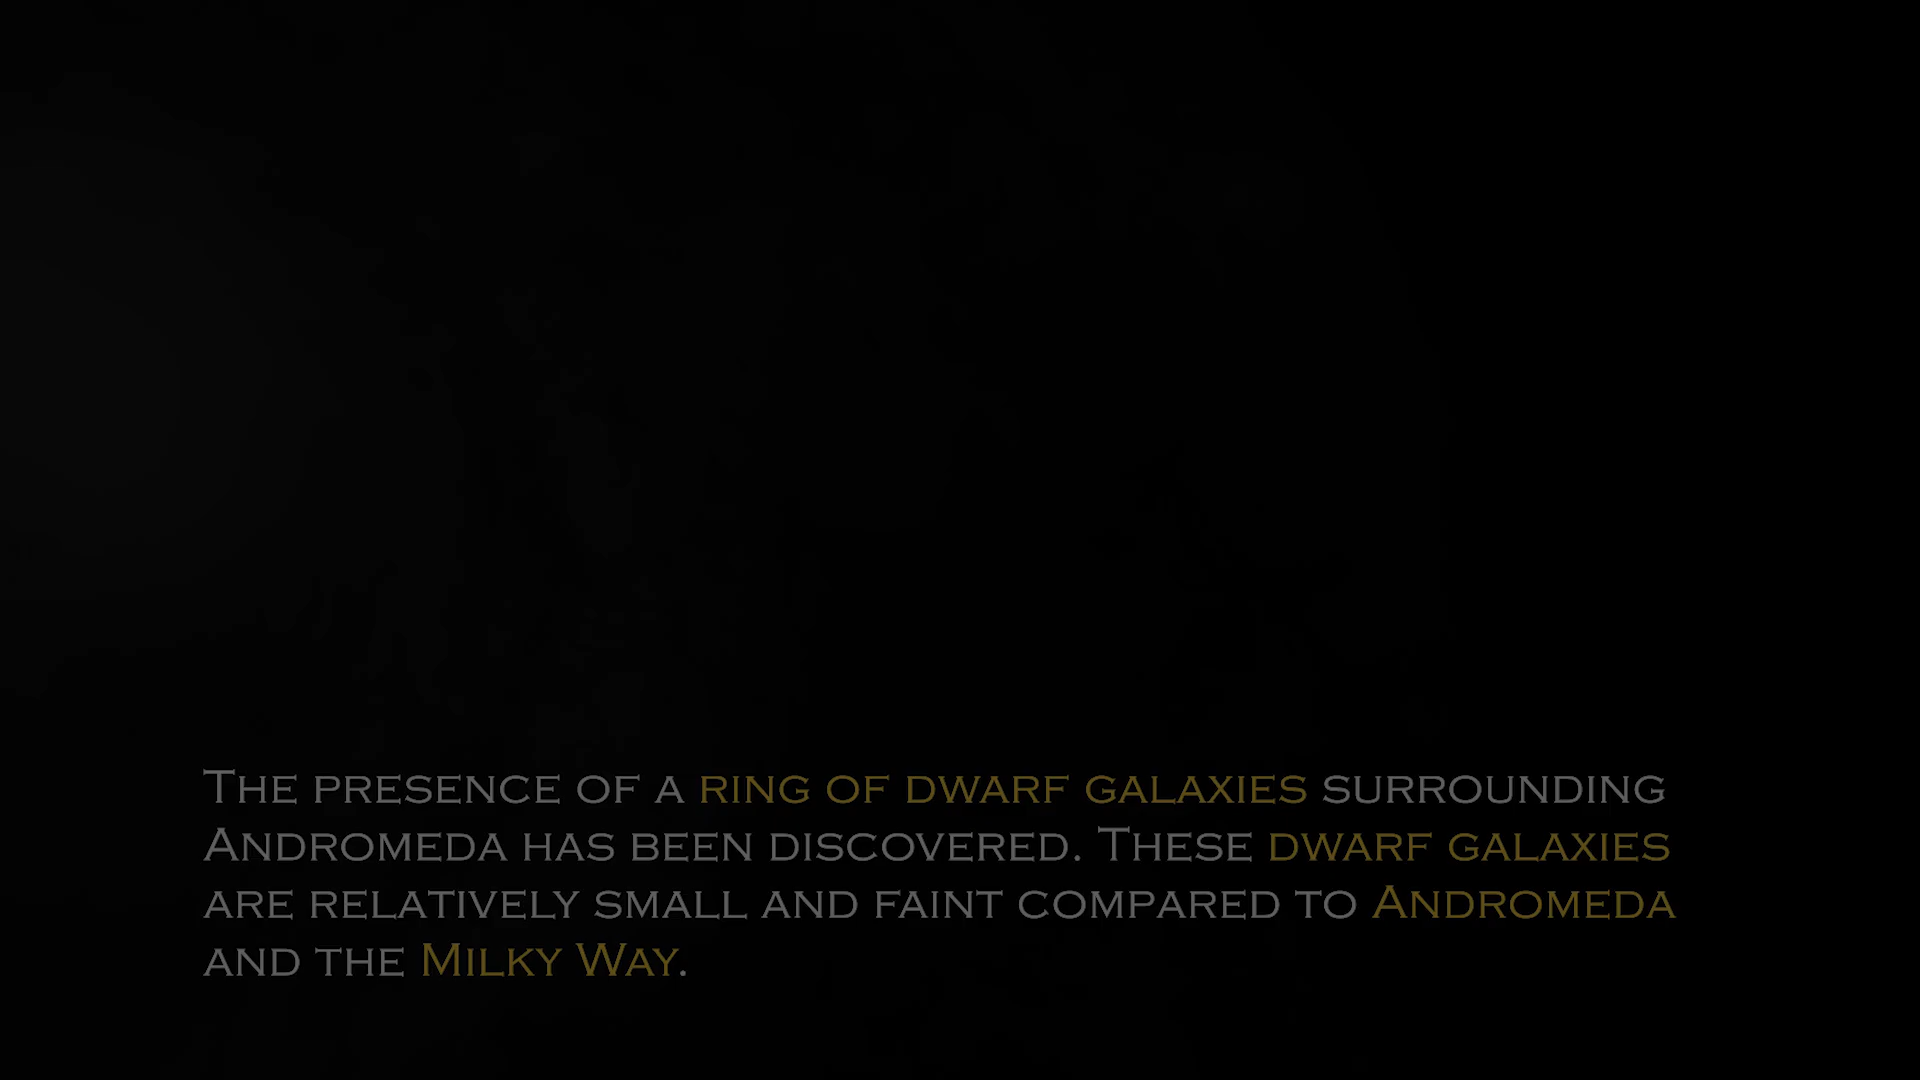 The presence of a ring of dwarf galaxies surrounding
Andromeda has been discovered. These dwarf galaxies
are relatively small and faint compared to Andromeda
and the Milky Way.